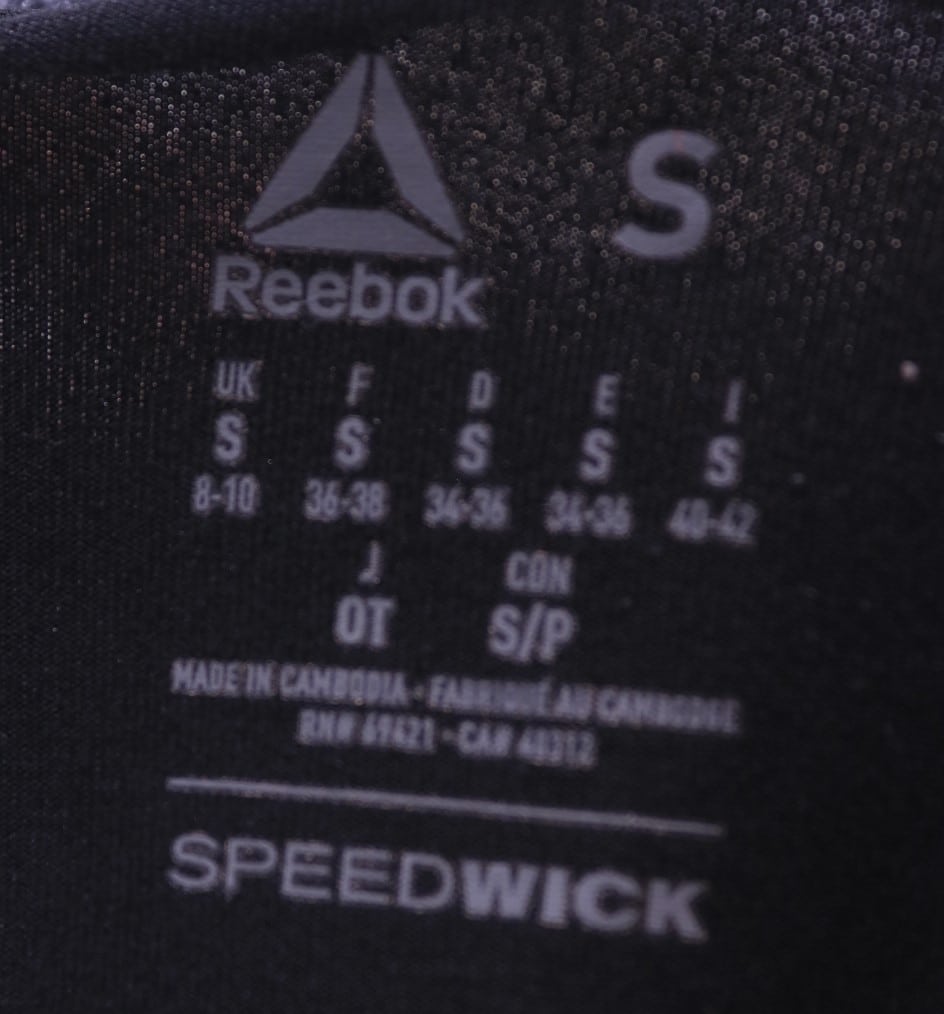 S
Reebok
UK F D E I
S S S S S
8-10 36-38 34-36 34-36 40-42
J CON
OT S/P
MADE IN CAMBODIA · FABRIQUÉ AU CAMBODGE
RN# 69421 · CA# 40312
SPEEDWICK